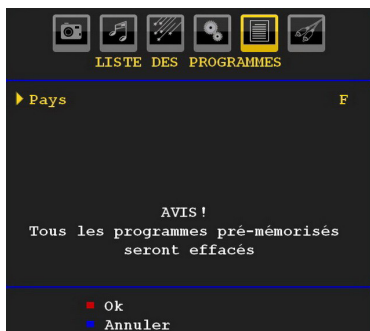 LISTE DES PROGRAMMES
Pays F
AVIS!
Tous les programmes pré-mémorisés
seront effacés
Ok
Annuler